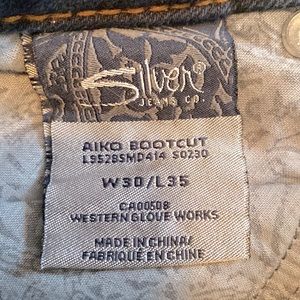 Silver®
JEANS CO.
AIKO BOOTCUT
L9528SMD414 S0230
W30/L35
CA00508
WESTERN GLOVE WORKS
MADE IN CHINA/
FABRIQUÉ EN CHINE